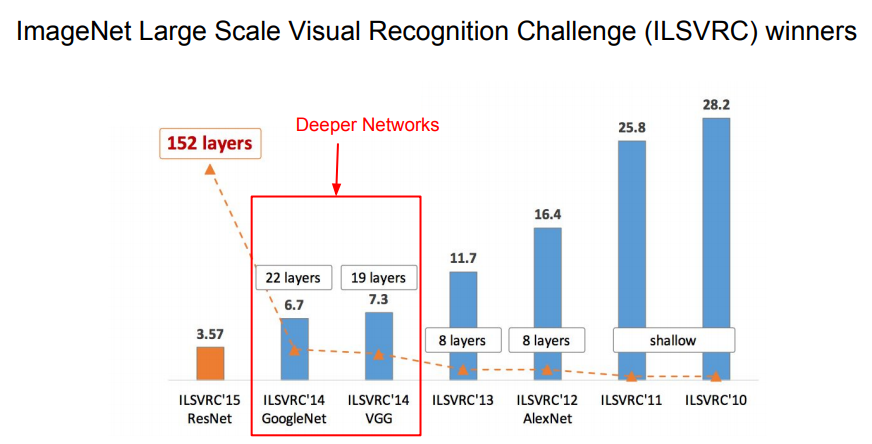 ImageNet Large Scale Visual Recognition Challenge (ILSVRC) winners
Deeper Networks
152 layers
28.2
25.8
16.4
11.7
22 layers
19 layers
6.7
7.3
3.57
8 layers
8 layers
shallow
ILSVRC'15
ResNet
ILSVRC'14
GoogleNet
ILSVRC'14
VGG
ILSVRC'13
ILSVRC'12
AlexNet
ILSVRC'11
ILSVRC'10